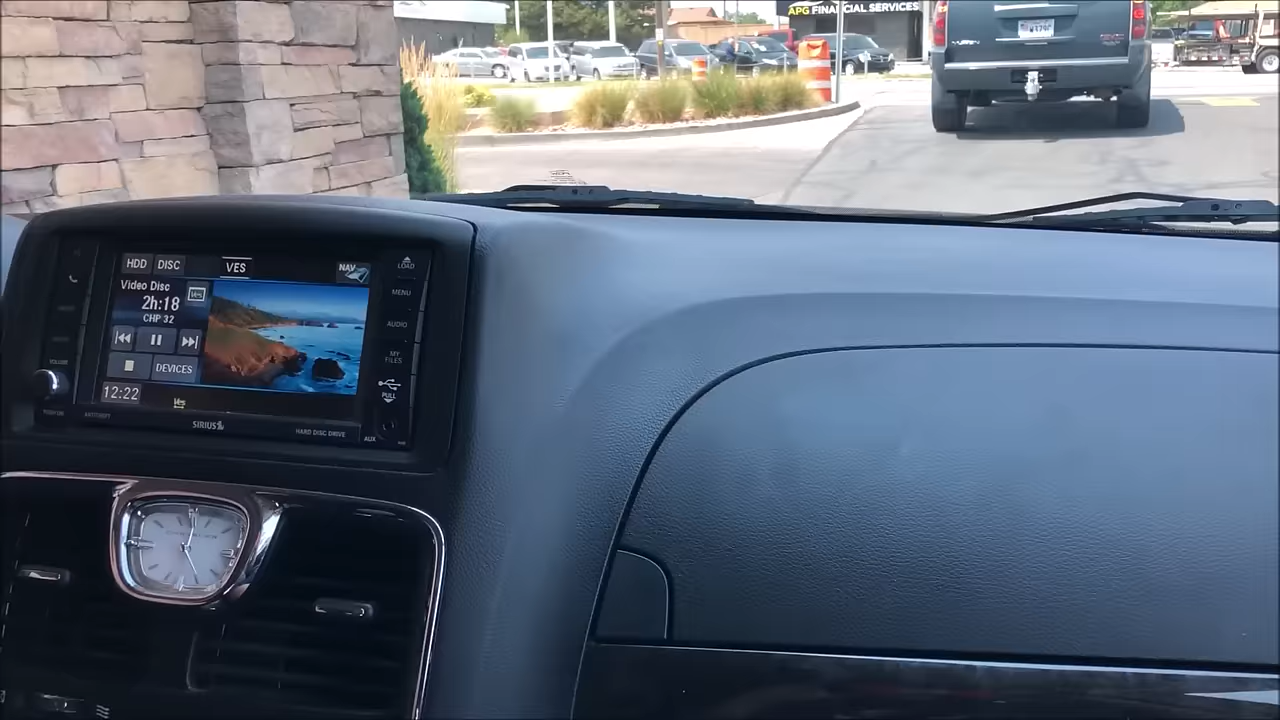 APG FINANCIAL SERVICES
HDD DISC VES NAV
LOAD
Video Disc
2h:18
CHP 32
MENU
AUDIO
MY
FILES
DEVICES
PULL
12:22
VOLUME
SIRIUS
HARD DISC DRIVE
AUX